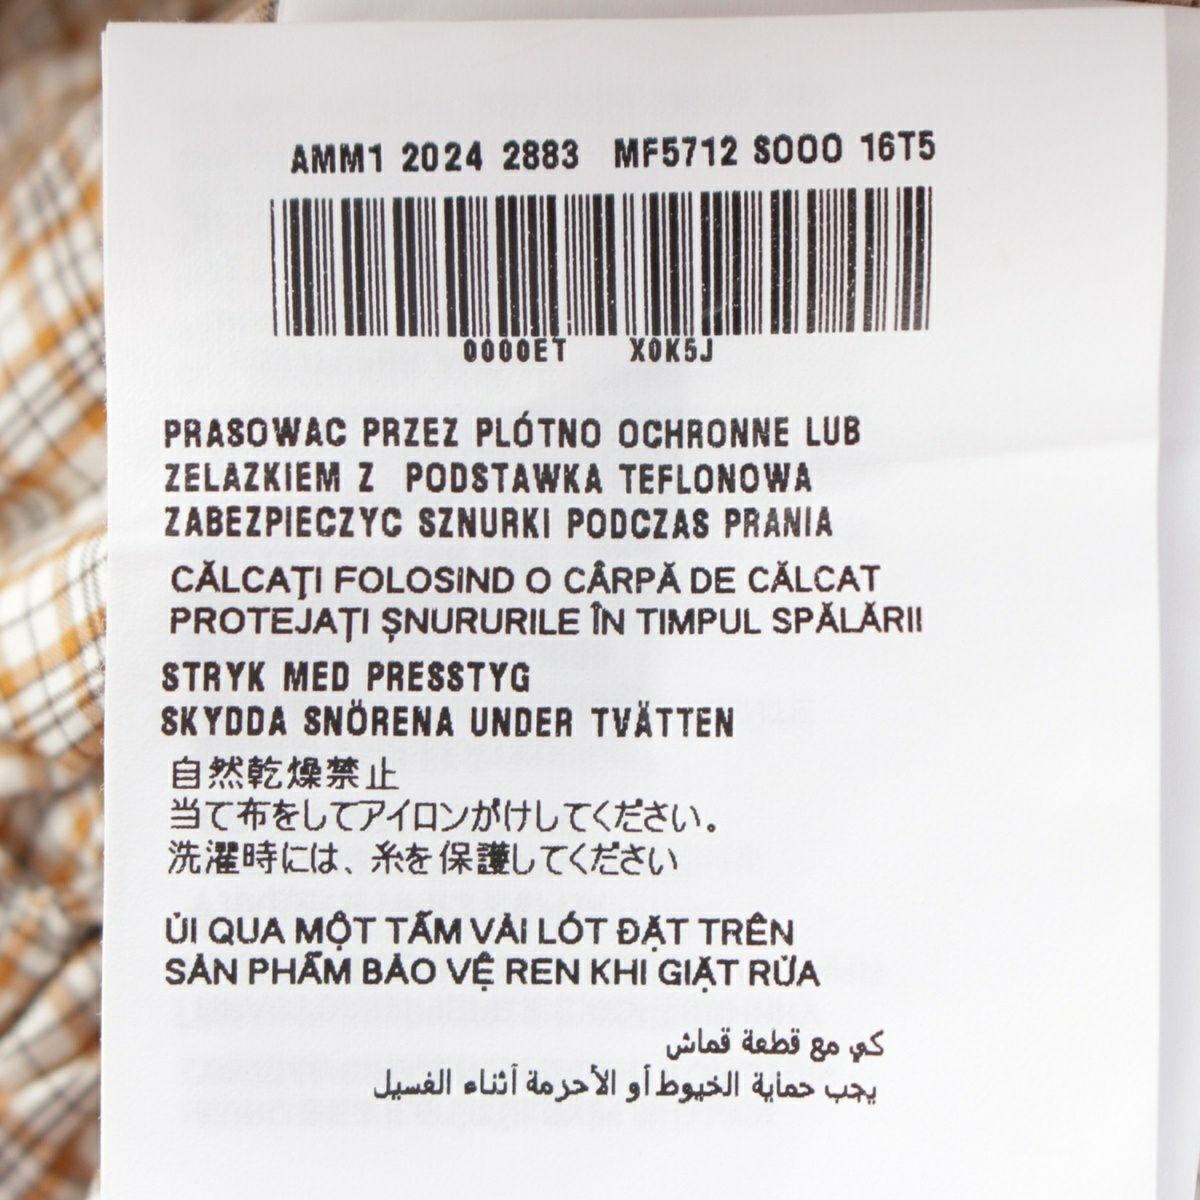 AMM1 2024 2883 MF5712 S000 16T5
0000ET X0K5J
PRASOWAC PRZEZ PLÓTNO OCHRONNE LUB
ZELAZKIEM Z PODSTAWKA TEFLONOWA
ZABEZPIECZYC SZNURKI PODCZAS PRANIA
CĂLCAŢI FOLOSIND O CÂRPĂ DE CĂLCAT
PROTEJAȚI ȘNURURILE ÎN TIMPUL SPĂLĂRII
STRYK MED PRESSTYG
SKYDDA SNÖRENA UNDER TVÄTTEN
自然乾燥禁止
当て布をしてアイロンがけしてください。
洗濯時には、糸を保護してください
ỦI QUA MỘT TẤM VẢI LÓT ĐẶT TRÊN
SẢN PHẨM BẢO VỆ REN KHI GIẶT RỬA
كي مع قطعة قماش
يجب حماية الخيوط أو الأحزمة أثناء الغسيل